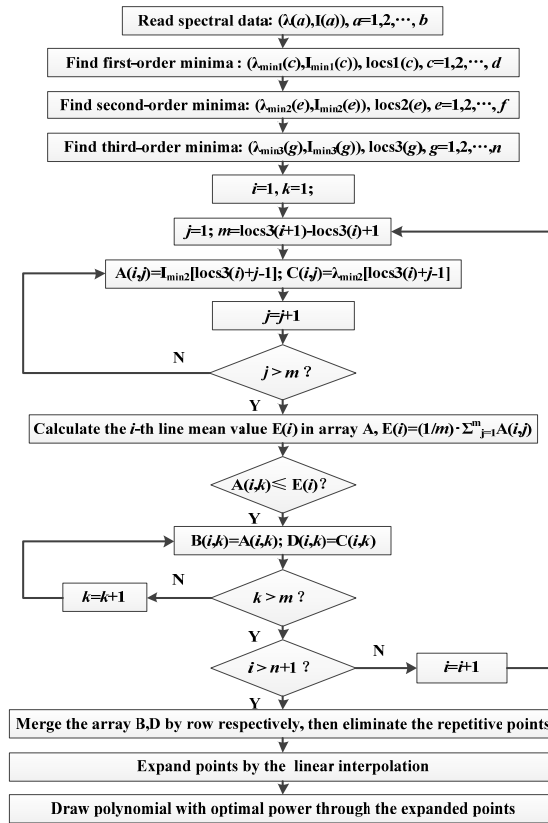 Read spectral data: (λ(a),I(a)), a=1,2,⋯, b
Find first-order minima : (λmin1(c),Imin1(c)), locs1(c), c=1,2,⋯, d
Find second-order minima: (λmin2(e),Imin2(e)), locs2(e), e=1,2,⋯, f
Find third-order minima: (λmin3(g),Imin3(g)), locs3(g), g=1,2,⋯,n
i=1, k=1;
j=1; m=locs3(i+1)-locs3(i)+1
A(i,j)=Imin2[locs3(i)+j-1]; C(i,j)=λmin2[locs3(i)+j-1]
j=j+1
N
j > m ?
Y
Calculate the i-th line mean value E(i) in array A, E(i)=(1/m)·Σ^m_{j=1}A(i,j)
A(i,k)≤ E(i)?
Y
B(i,k)=A(i,k); D(i,k)=C(i,k)
k=k+1
N
k > m ?
Y
i > n+1 ?
N
i=i+1
Y
Merge the array B,D by row respectively, then eliminate the repetitive points
Expand points by the linear interpolation
Draw polynomial with optimal power through the expanded points